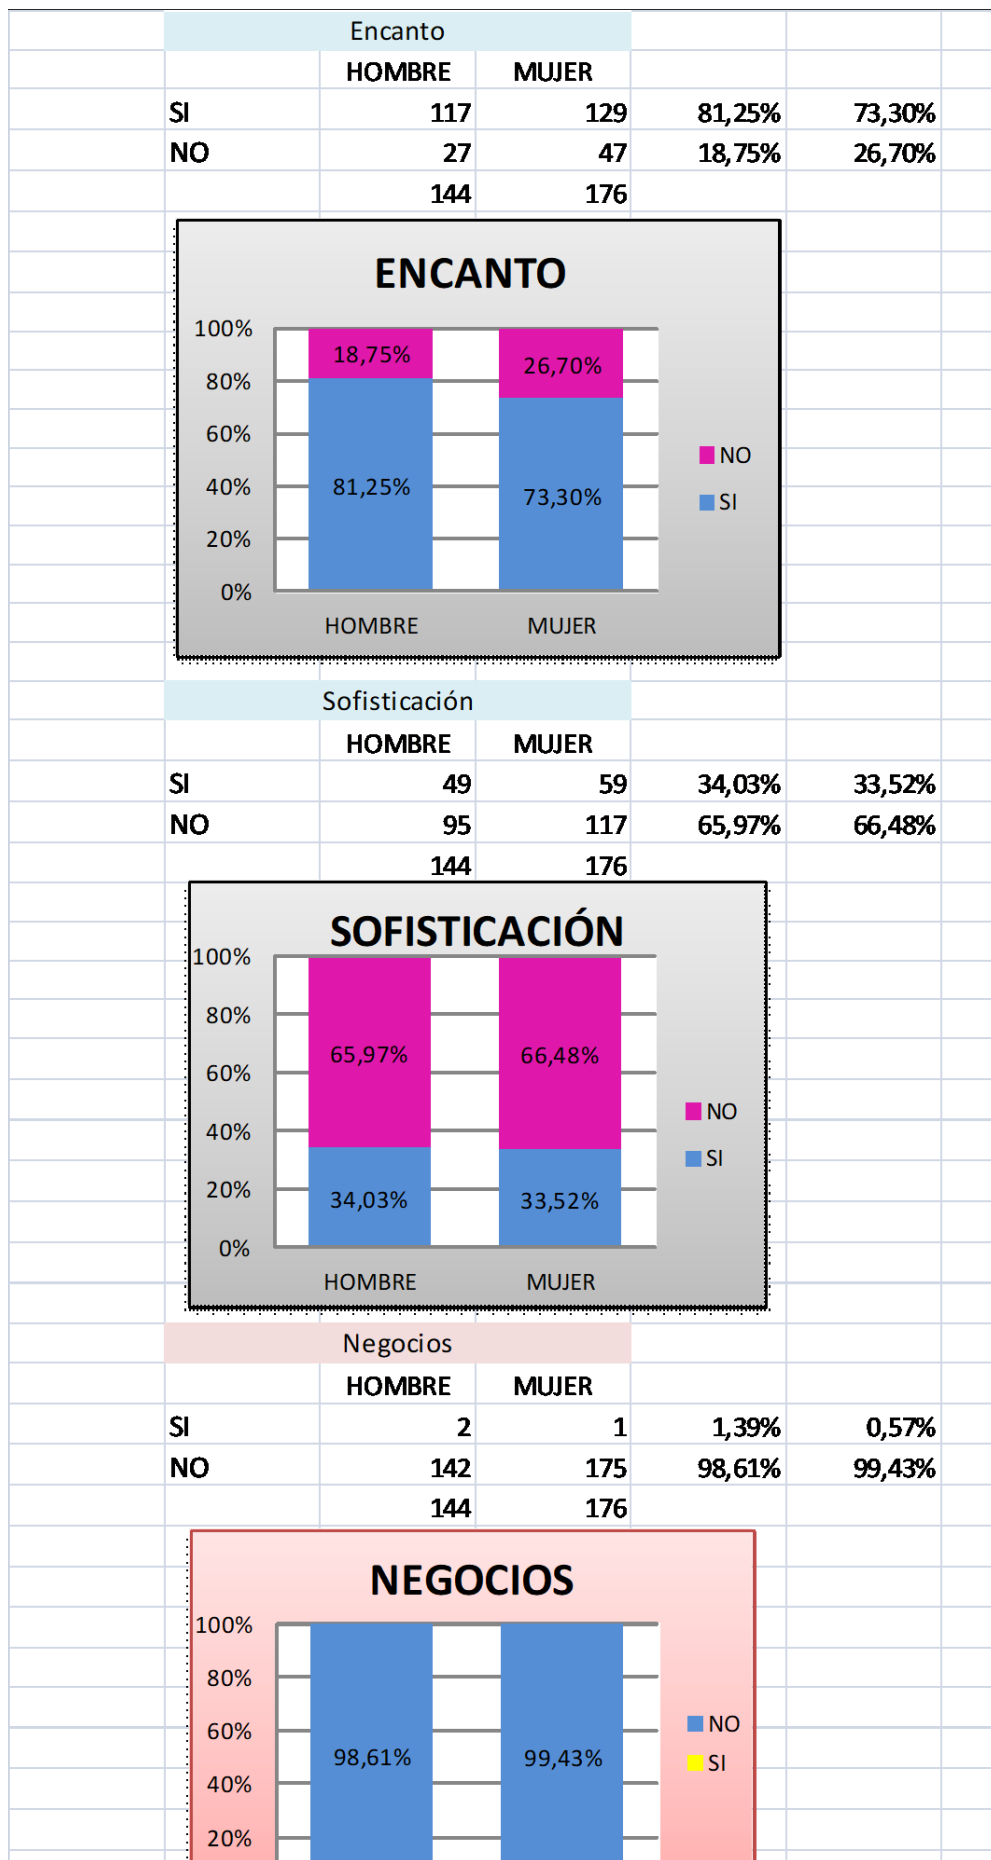 Encanto
HOMBRE MUJER
SI 117 129 81,25% 73,30%
NO 27 47 18,75% 26,70%
144 176
ENCANTO
100%
18,75% 26,70%
80%
60%
NO
40%
81,25% 73,30%
SI
20%
0%
HOMBRE MUJER
Sofisticación
HOMBRE MUJER
SI 49 59 34,03% 33,52%
NO 95 117 65,97% 66,48%
144 176
SOFISTICACIÓN
100%
80%
65,97% 66,48%
60%
NO
40%
SI
20%
34,03% 33,52%
0%
HOMBRE MUJER
Negocios
HOMBRE MUJER
SI 2 1 1,39% 0,57%
NO 142 175 98,61% 99,43%
144 176
NEGOCIOS
100%
80%
60%
NO
98,61% 99,43%
SI
40%
20%